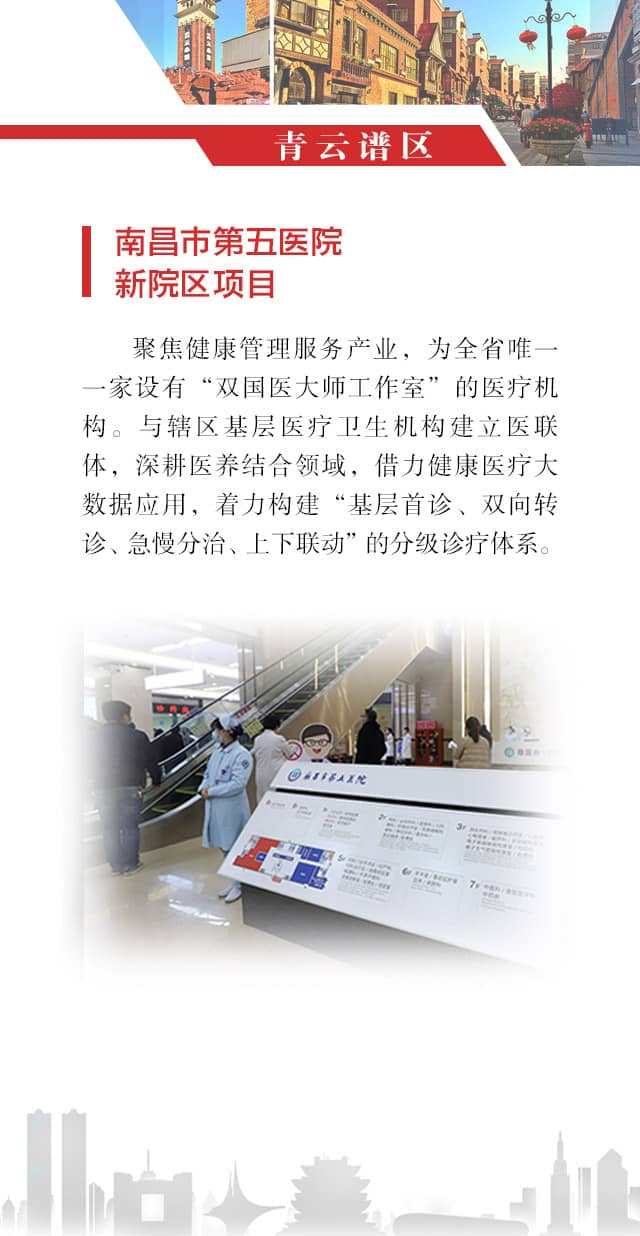 青云谱区
南昌市第五医院
新院区项目
聚焦健康管理服务产业，为全省唯一
一家设有“双国医大师工作室”的医疗机
构。与辖区基层医疗卫生机构建立医联
体，深耕医养结合领域，借力健康医疗大
数据应用，着力构建“基层首诊、双向转
诊、急慢分治、上下联动”的分级诊疗体系。
南昌市第五医院
2F
3F
5F
6F
7F